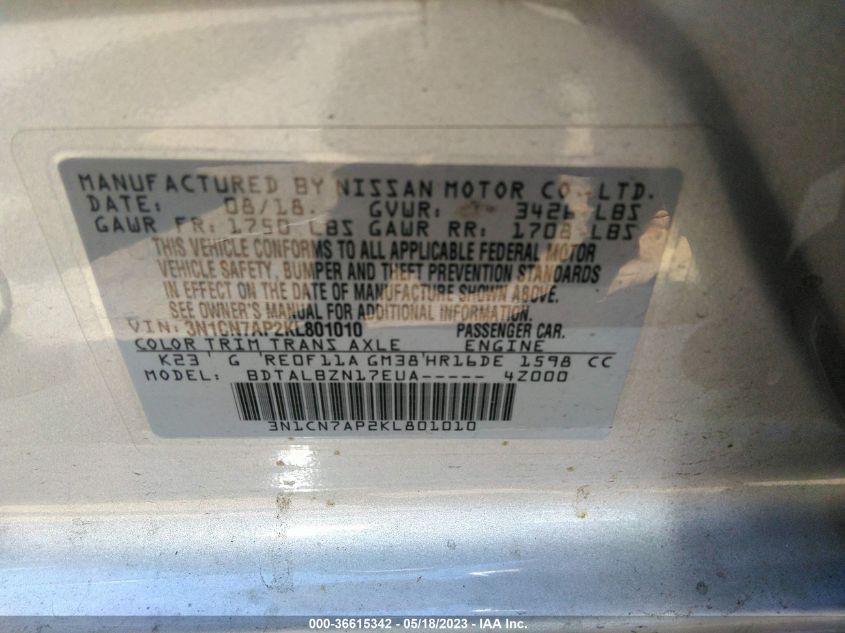 MANUFACTURED BY NISSAN MOTOR CO., LTD.
DATE: 08/18. GVWR: 3426 LBS
GAWR FR: 1750 LBS GAWR RR: 1708 LBS
THIS VEHICLE CONFORMS TO ALL APPLICABLE FEDERAL MOTOR
VEHICLE SAFETY, BUMPER AND THEFT PREVENTION STANDARDS
IN EFFECT ON THE DATE OF MANUFACTURE SHOWN ABOVE.
SEE OWNER'S MANUAL FOR ADDITIONAL INFORMATION.
VIN: 3N1CN7AP2KL801010 PASSENGER CAR.
COLOR TRIM TRANS AXLE ENGINE
K23 G RE0F11A GM38 HR16DE 1598 CC
MODEL: BDTALBZN17EUA----- 4Z000
3N1CN7AP2KL801010
000-36615342 - 05/18/2023 - IAA Inc.